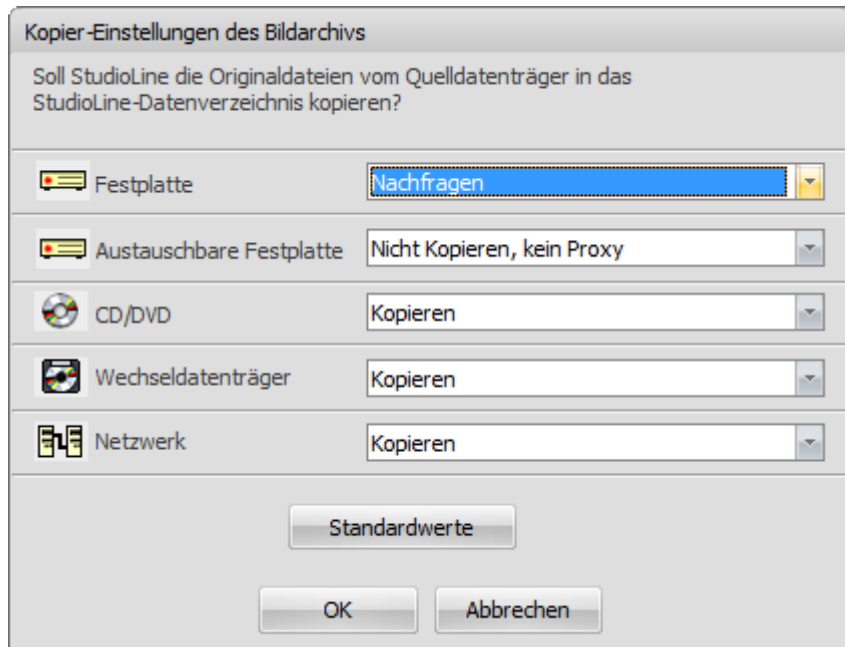 Kopier-Einstellungen des Bildarchivs
Soll StudioLine die Originaldateien vom Quelldatenträger in das
StudioLine-Datenverzeichnis kopieren?
Festplatte Nachfragen
Austauschbare Festplatte Nicht Kopieren, kein Proxy
CD/DVD Kopieren
Wechseldatenträger Kopieren
Netzwerk Kopieren
Standardwerte
OK Abbrechen